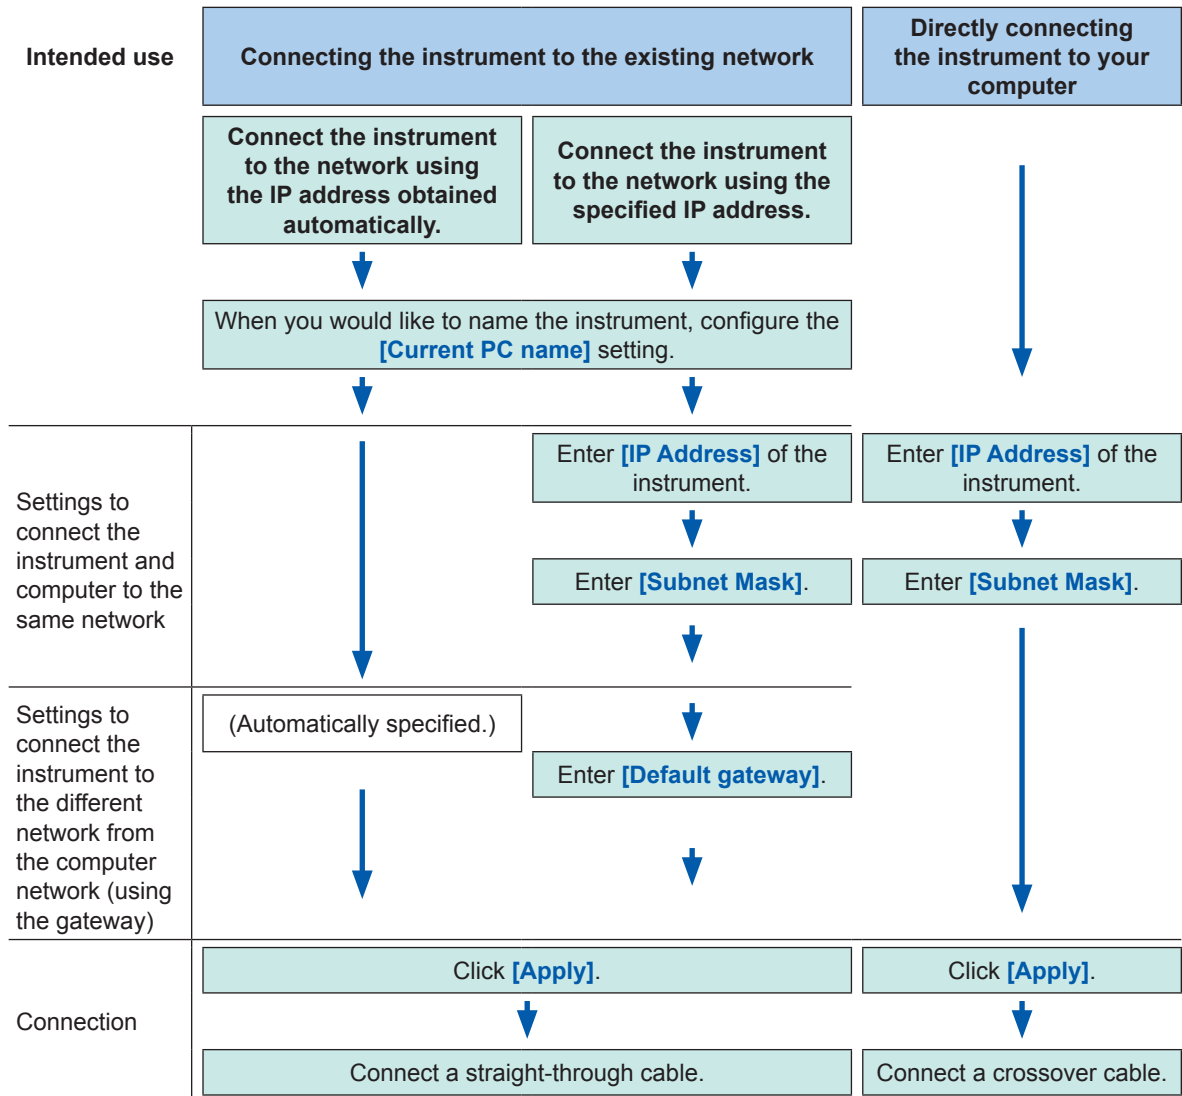 Intended use
Connecting the instrument to the existing network
Directly connecting
the instrument to your
computer
Connect the instrument
to the network using
the IP address obtained
automatically.
Connect the instrument
to the network using the
specified IP address.
When you would like to name the instrument, configure the
[Current PC name] setting.
Settings to
connect the
instrument and
computer to the
same network
Enter [IP Address] of the
instrument.
Enter [IP Address] of the
instrument.
Enter [Subnet Mask].
Enter [Subnet Mask].
Settings to
connect the
instrument to
the different
network from
the computer
network (using
the gateway)
(Automatically specified.)
Enter [Default gateway].
Connection
Click [Apply].
Click [Apply].
Connect a straight-through cable.
Connect a crossover cable.